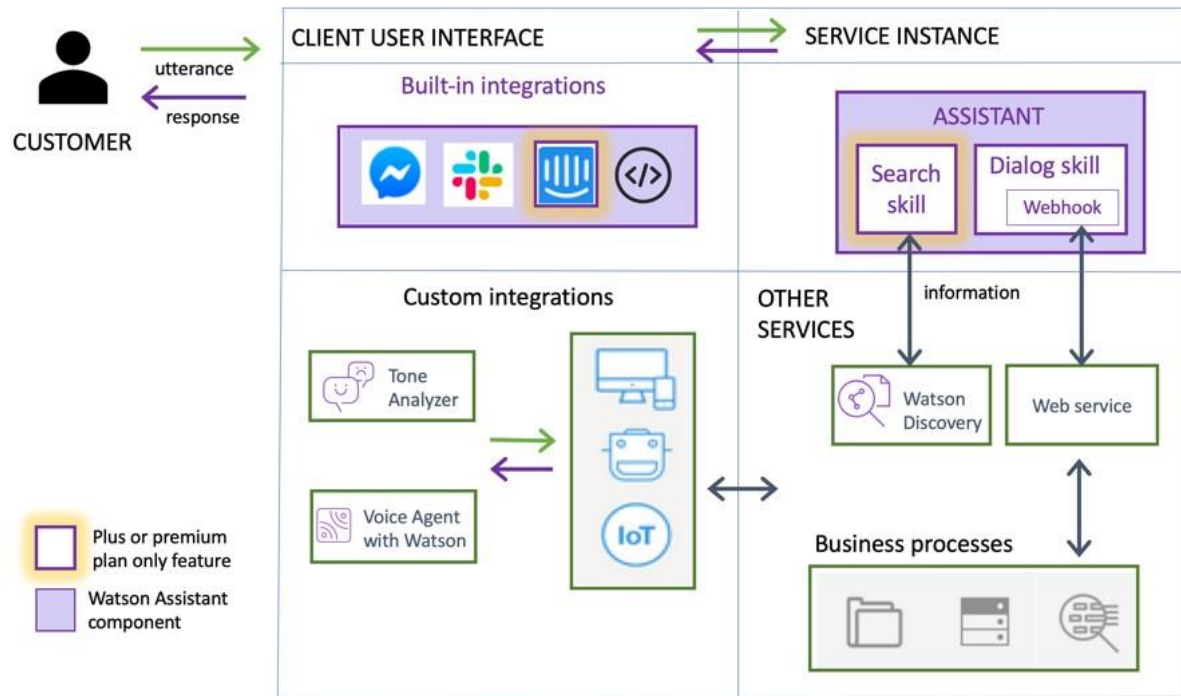 CLIENT USER INTERFACE
SERVICE INSTANCE
utterance
response
CUSTOMER
Built-in integrations
ASSISTANT
Search
skill
Dialog skill
Webhook
Custom integrations
OTHER
SERVICES
information
Tone
Analyzer
Watson
Discovery
Web service
Voice Agent
with Watson
IoT
Business processes
Plus or premium
plan only feature
Watson Assistant
component